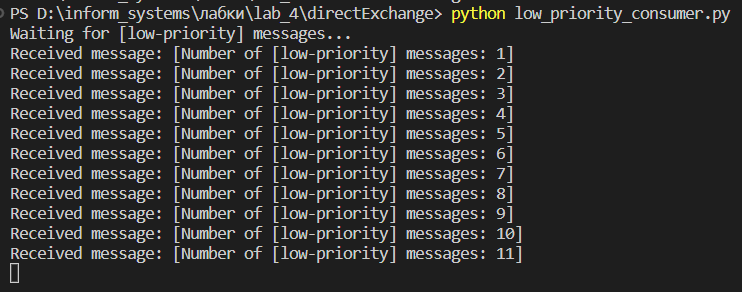 PS D:\inform_systems\лабки\lab_4\directExchange> python low_priority_consumer.py
Waiting for [low-priority] messages...
Received message: [Number of [low-priority] messages: 1]
Received message: [Number of [low-priority] messages: 2]
Received message: [Number of [low-priority] messages: 3]
Received message: [Number of [low-priority] messages: 4]
Received message: [Number of [low-priority] messages: 5]
Received message: [Number of [low-priority] messages: 6]
Received message: [Number of [low-priority] messages: 7]
Received message: [Number of [low-priority] messages: 8]
Received message: [Number of [low-priority] messages: 9]
Received message: [Number of [low-priority] messages: 10]
Received message: [Number of [low-priority] messages: 11]